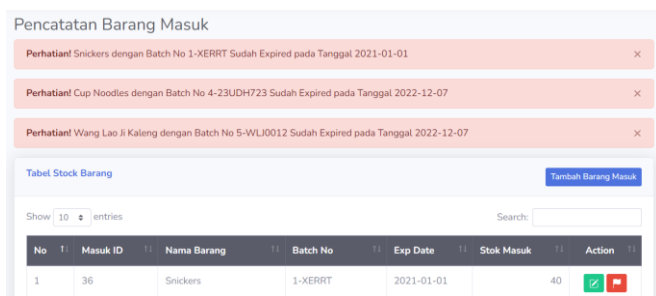 Pencatatan Barang Masuk
Perhatian! Snickers dengan Batch No 1-XERRT Sudah Expired pada Tanggal 2021-01-01 ×
Perhatian! Cup Noodles dengan Batch No 4-23UDH723 Sudah Expired pada Tanggal 2022-12-07 ×
Perhatian! Wang Lao Ji Kaleng dengan Batch No 5-WLJ0012 Sudah Expired pada Tanggal 2022-12-07 ×
Tabel Stock Barang Tambah Barang Masuk
Show 10 entries Search:
No Masuk ID Nama Barang Batch No Exp Date Stok Masuk Action
1 36 Snickers 1-XERRT 2021-01-01 40